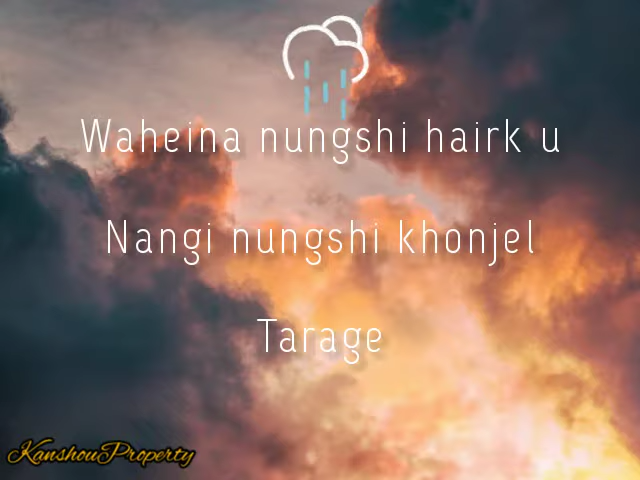 Waheina nungshi hairk u
Nangi nungshi khonjel
Tarage
KanshouProperty